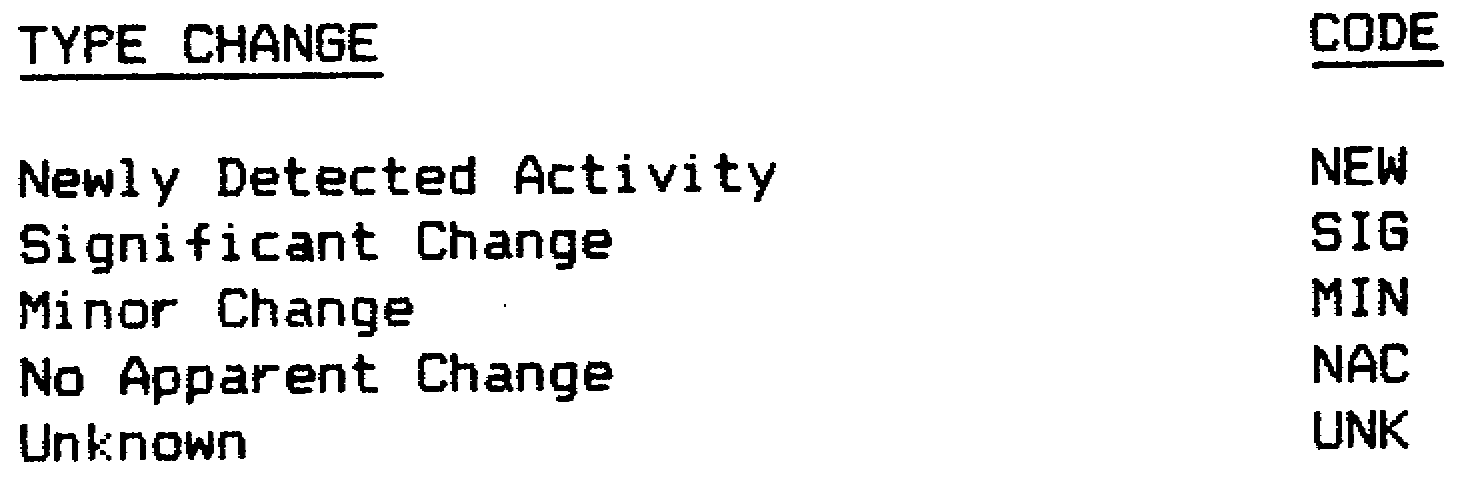 TYPE CHANGE CODE
Newly Detected Activity NEW
Significant Change SIG
Minor Change MIN
No Apparent Change NAC
Unknown UNK